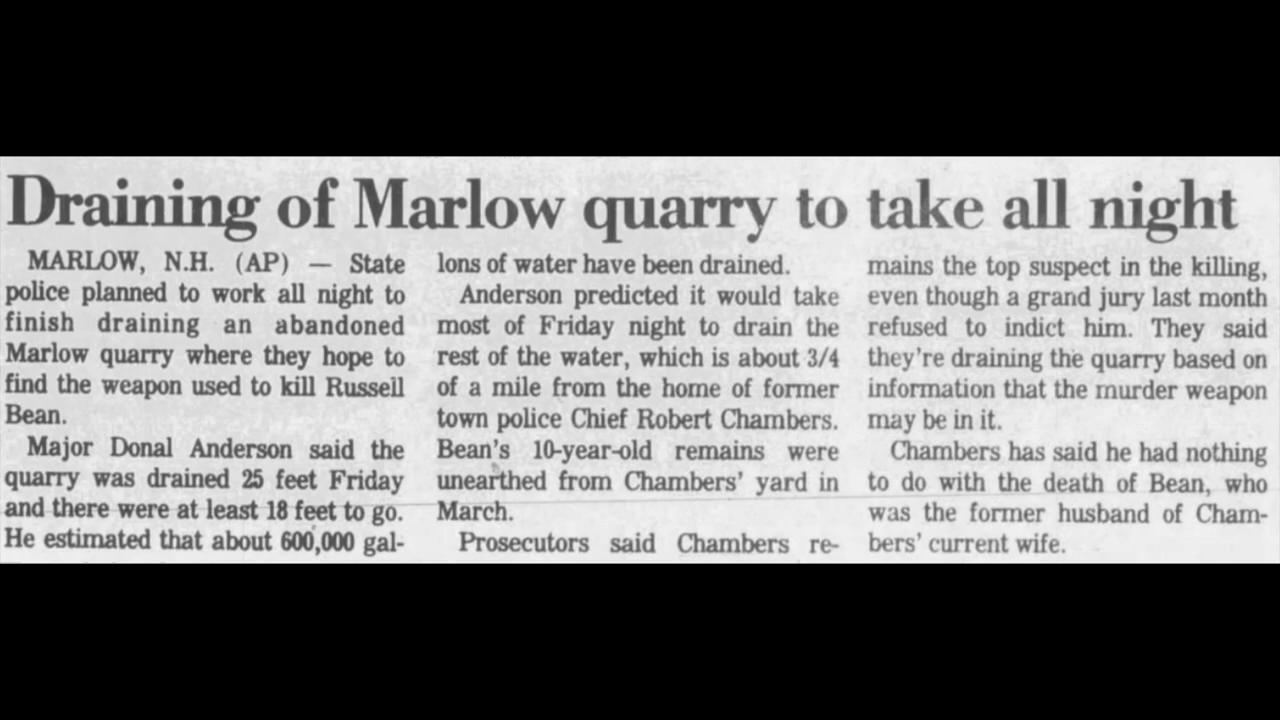 Draining of Marlow quarry to take all night
MARLOW, N.H. (AP) — State
police planned to work all night to
finish draining an abandoned
Marlow quarry where they hope to
find the weapon used to kill Russell
Bean.
Major Donal Anderson said the
quarry was drained 25 feet Friday
and there were at least 18 feet to go.
He estimated that about 600,000 gal-
lons of water have been drained.
Anderson predicted it would take
most of Friday night to drain the
rest of the water, which is about 3/4
of a mile from the home of former
town police Chief Robert Chambers.
Bean's 10-year-old remains were
unearthed from Chambers' yard in
March.
Prosecutors said Chambers re-
mains the top suspect in the killing,
even though a grand jury last month
refused to indict him. They said
they're draining the quarry based on
information that the murder weapon
may be in it.
Chambers has said he had nothing
to do with the death of Bean, who
was the former husband of Cham-
bers' current wife.